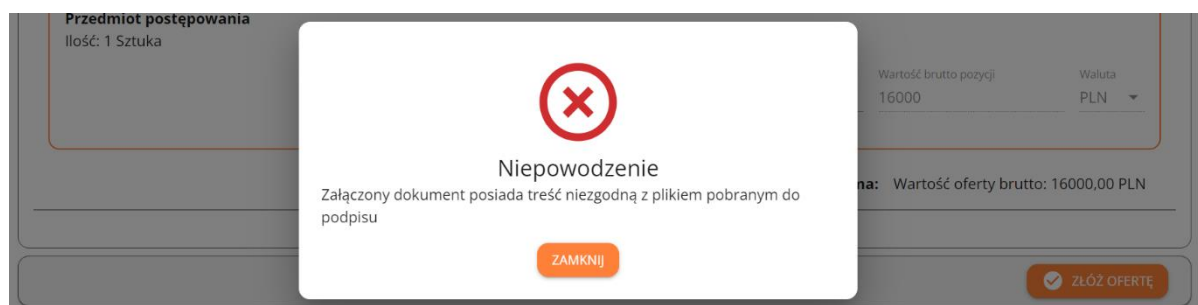 Przedmiot postępowania
Ilość: 1 Sztuka
Wartość brutto pozycji
Waluta
16000
PLN
Niepowodzenie
Załączony dokument posiada treść niezgodną z plikiem pobranym do
podpisu
na: Wartość oferty brutto: 16000,00 PLN
ZAMKNIJ
ZŁÓŻ OFERTĘ